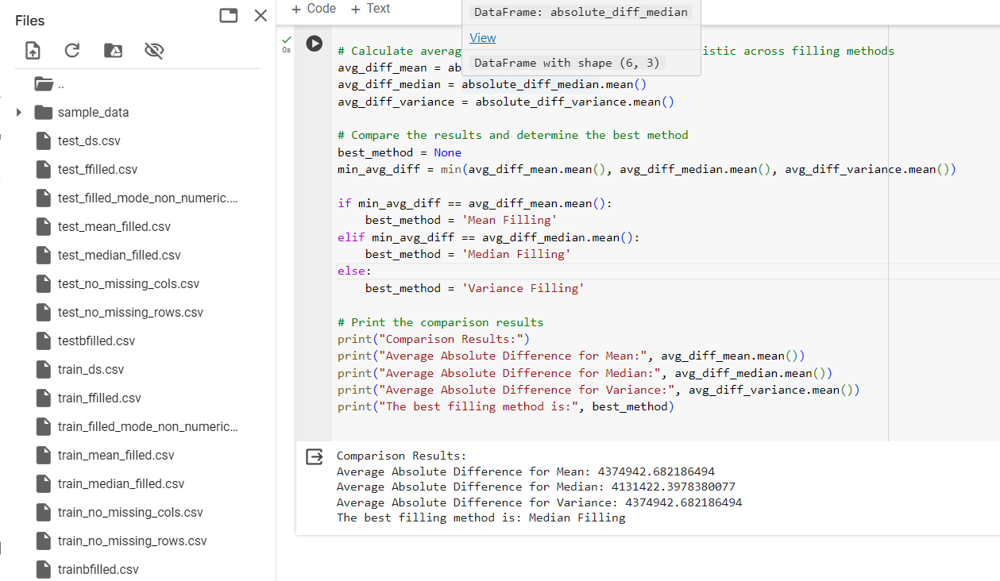 Files
..
sample_data
test_ds.csv
test_ffilled.csv
test_filled_mode_non_numeric....
test_mean_filled.csv
test_median_filled.csv
test_no_missing_cols.csv
test_no_missing_rows.csv
testbfilled.csv
train_ds.csv
train_ffilled.csv
train_filled_mode_non_numeric...
train_mean_filled.csv
train_median_filled.csv
train_no_missing_cols.csv
train_no_missing_rows.csv
trainbfilled.csv
+ Code + Text
0s
DataFrame: absolute_diff_median
View
DataFrame with shape (6, 3)
# Calculate averag istic across filling methods
avg_diff_mean = ab
avg_diff_median = absolute_diff_median.mean()
avg_diff_variance = absolute_diff_variance.mean()
# Compare the results and determine the best method
best_method = None
min_avg_diff = min(avg_diff_mean.mean(), avg_diff_median.mean(), avg_diff_variance.mean())
if min_avg_diff == avg_diff_mean.mean():
    best_method = 'Mean Filling'
elif min_avg_diff == avg_diff_median.mean():
    best_method = 'Median Filling'
else:
    best_method = 'Variance Filling'
# Print the comparison results
print("Comparison Results:")
print("Average Absolute Difference for Mean:", avg_diff_mean.mean())
print("Average Absolute Difference for Median:", avg_diff_median.mean())
print("Average Absolute Difference for Variance:", avg_diff_variance.mean())
print("The best filling method is:", best_method)
Comparison Results:
Average Absolute Difference for Mean: 4374942.682186494
Average Absolute Difference for Median: 4131422.3978380077
Average Absolute Difference for Variance: 4374942.682186494
The best filling method is: Median Filling